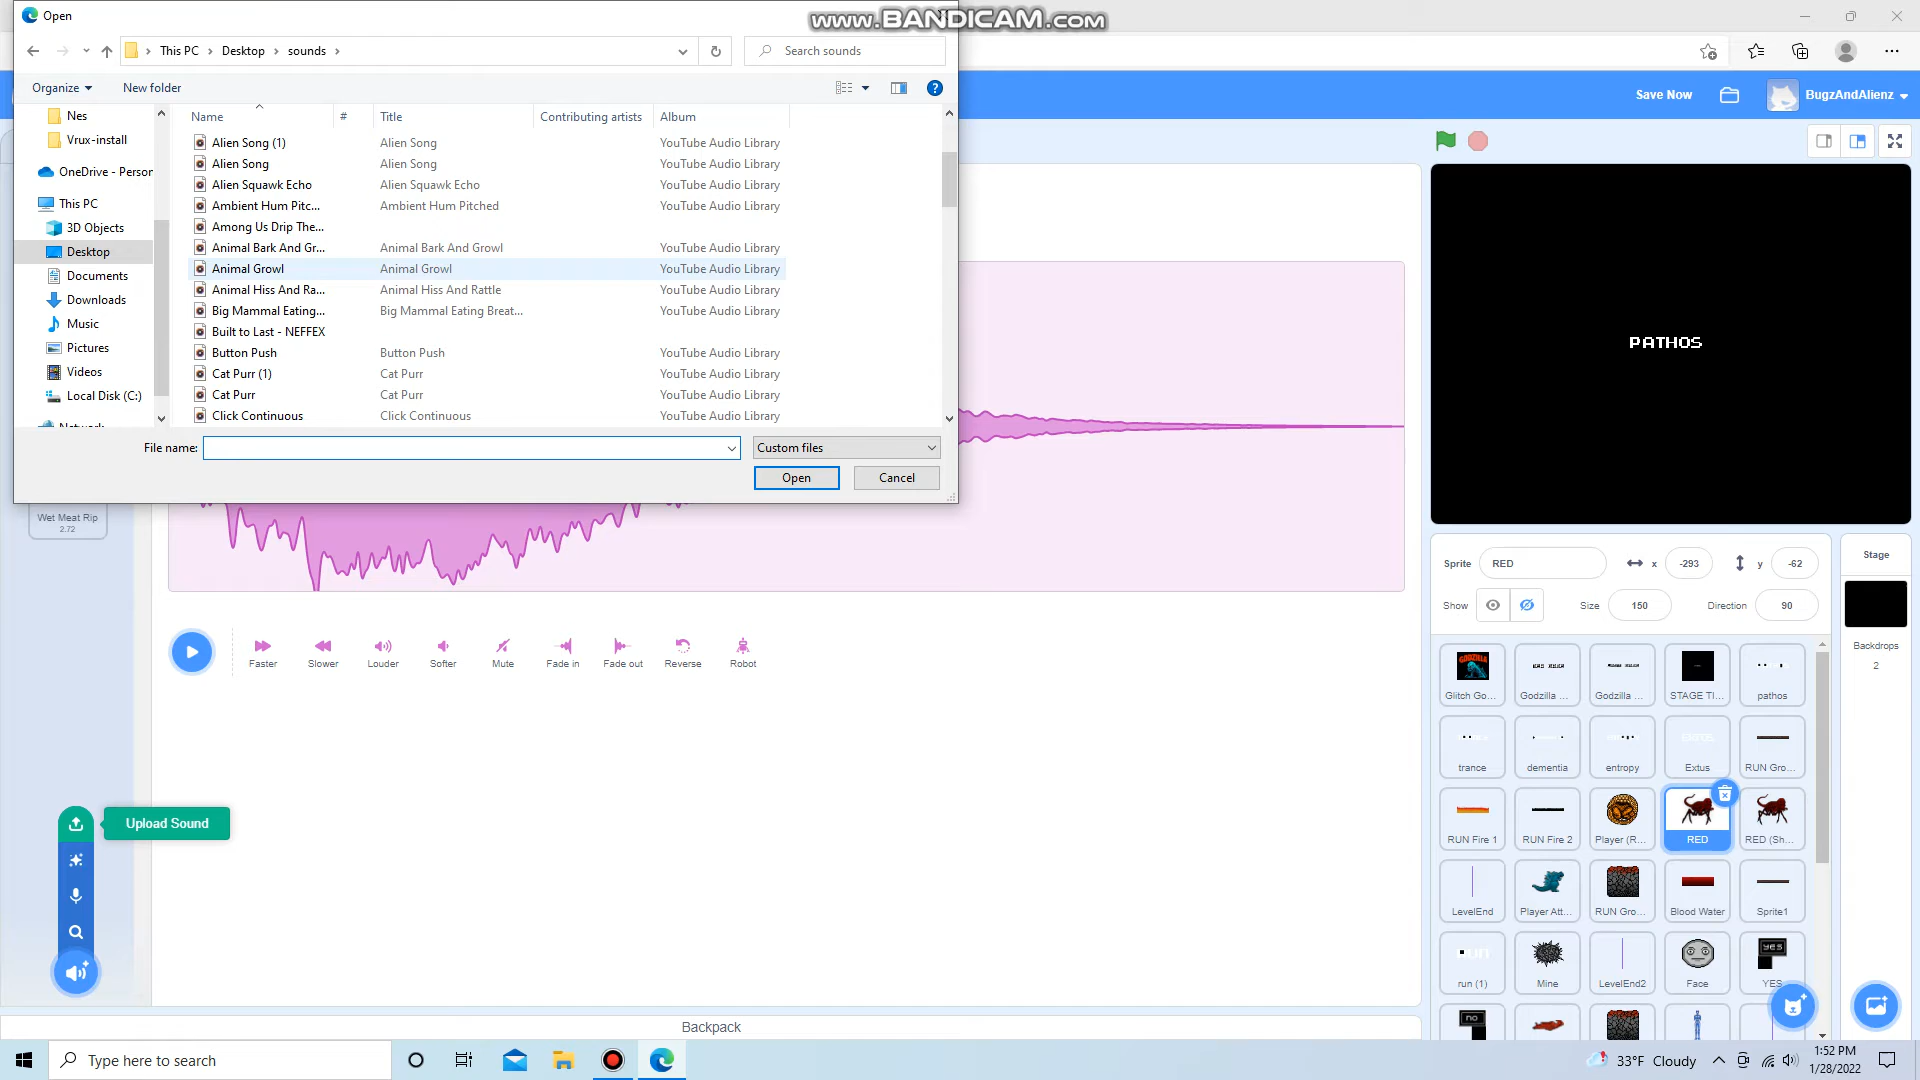 Open
www.BANDICAM.com
This PC > Desktop > sounds >
Search sounds
Organize
New folder
Save Now
BugzAndAlienz
Nes
Vrux-install
OneDrive - Person
This PC
3D Objects
Desktop
Documents
Downloads
Music
Pictures
Videos
Local Disk (C:)
Name # Title Contributing artists Album
Alien Song (1) Alien Song YouTube Audio Library
Alien Song Alien Song YouTube Audio Library
Alien Squawk Echo Alien Squawk Echo YouTube Audio Library
Ambient Hum Pitc... Ambient Hum Pitched YouTube Audio Library
Among Us Drip The...
Animal Bark And Gr... Animal Bark And Growl YouTube Audio Library
Animal Growl Animal Growl YouTube Audio Library
Animal Hiss And Ra... Animal Hiss And Rattle YouTube Audio Library
Big Mammal Eating... Big Mammal Eating Breat... YouTube Audio Library
Built to Last - NEFFEX
Button Push Button Push YouTube Audio Library
Cat Purr (1) Cat Purr YouTube Audio Library
Cat Purr Cat Purr YouTube Audio Library
Click Continuous Click Continuous YouTube Audio Library
File name:
Custom files
Open
Cancel
PATHOS
Wet Meat Rip
2.72
Faster
Slower
Louder
Softer
Mute
Fade in
Fade out
Reverse
Robot
Upload Sound
Sprite RED x -293 y -62
Show Size 150 Direction 90
Stage
Backdrops
2
Glitch Go... Godzilla ... Godzilla ... STAGE TI... pathos
trance dementia entropy Extus RUN Gro...
RUN Fire 1 RUN Fire 2 Player (R... RED RED (Sh...
LevelEnd Player Att... RUN Gro... Blood Water Sprite1
run (1) Mine LevelEnd2 Face YES
Backpack
Type here to search
33°F Cloudy
1:52 PM
1/28/2022